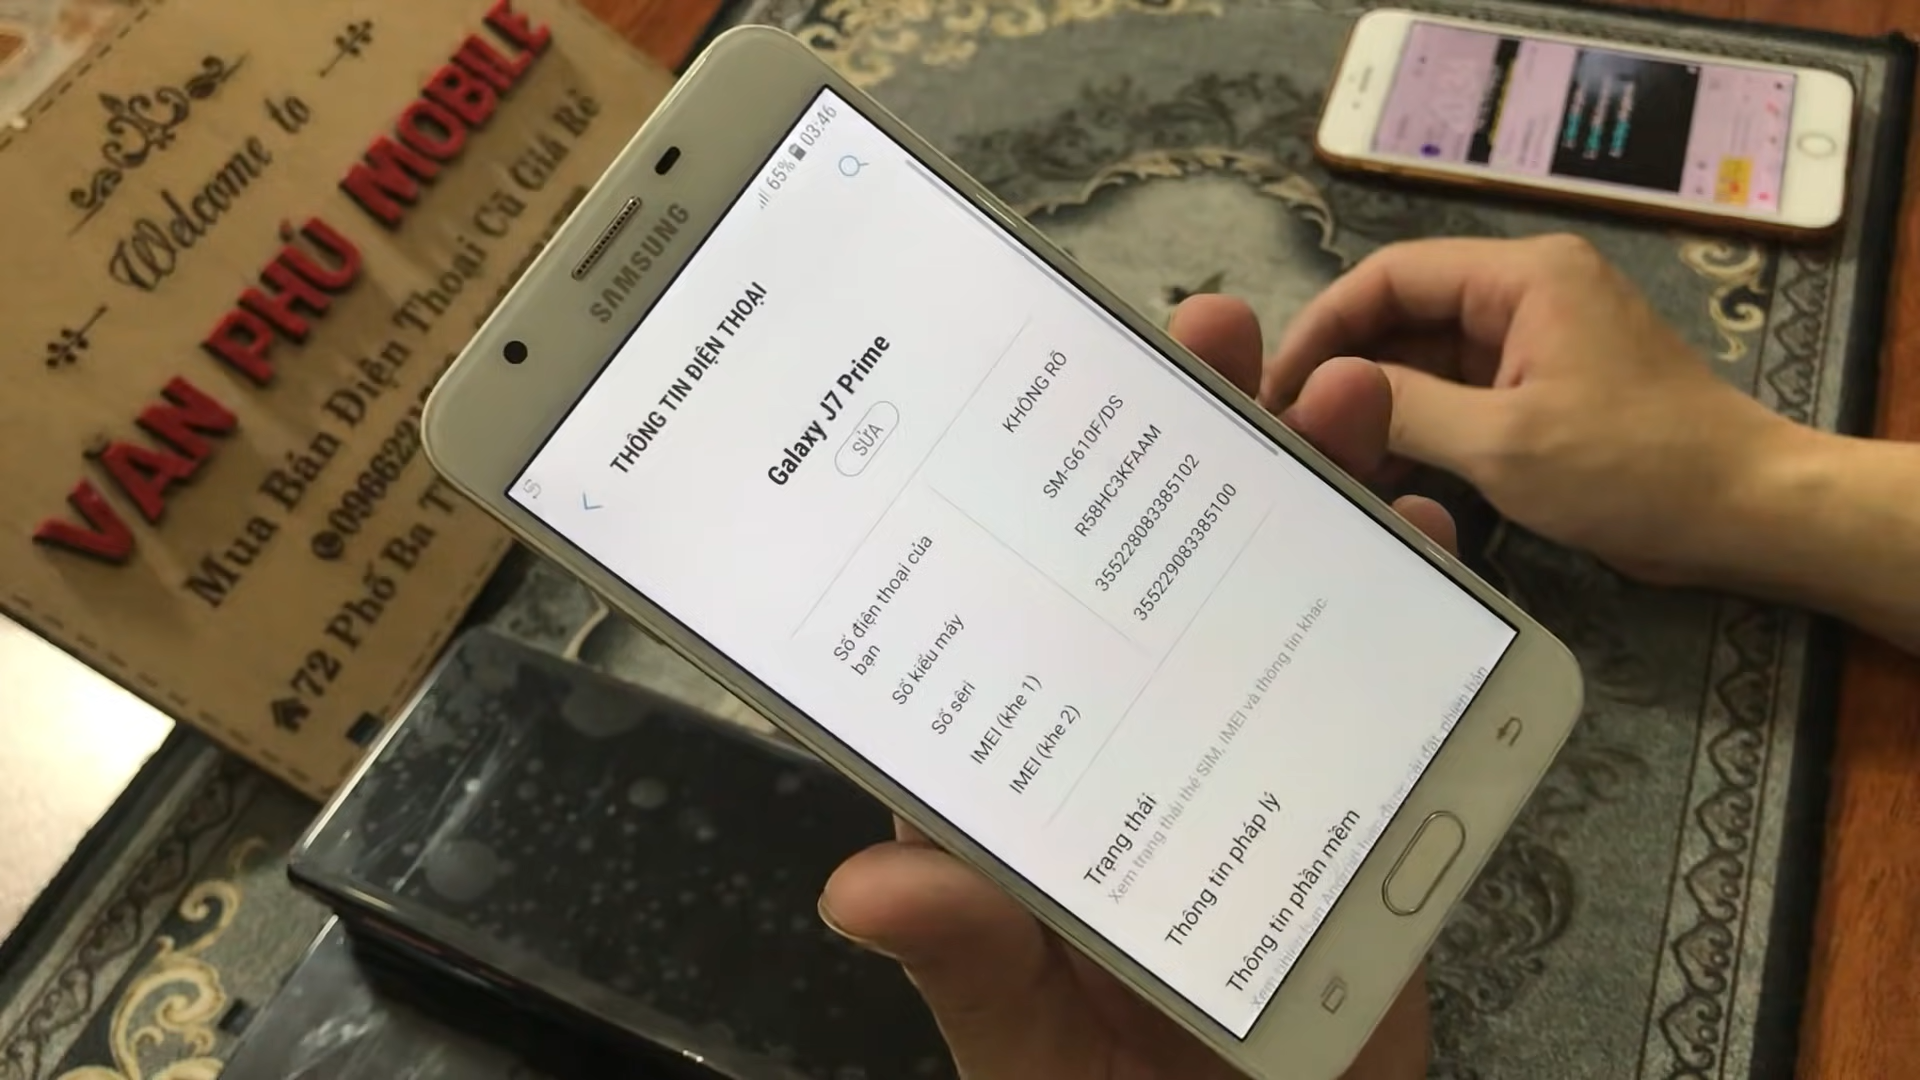 Welcome to
VĂN PHÚ MOBILE
Mua Bán Điện Thoại Cũ Giá Rẻ
72 Phố Ba
SAMSUNG
65% 03:46
THÔNG TIN ĐIỆN THOẠI
Galaxy J7 Prime
SỬA
Số điện thoại của bạn KHÔNG RÕ
Số kiểu máy SM-G610F/DS
Số sêri R58HC3KFAAM
IMEI (khe 1) 355228083385102
IMEI (khe 2) 355229083385100
Trạng thái
Xem trạng thái thẻ SIM, IMEI và thông tin khác.
Thông tin pháp lý
Thông tin phần mềm